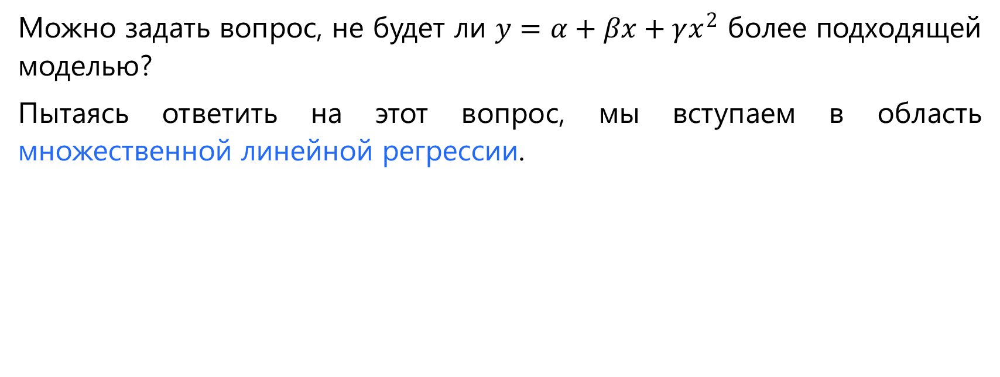 Можно задать вопрос, не будет ли y = α + βx + γx² более подходящей
моделью?
Пытаясь ответить на этот вопрос, мы вступаем в область
множественной линейной регрессии.